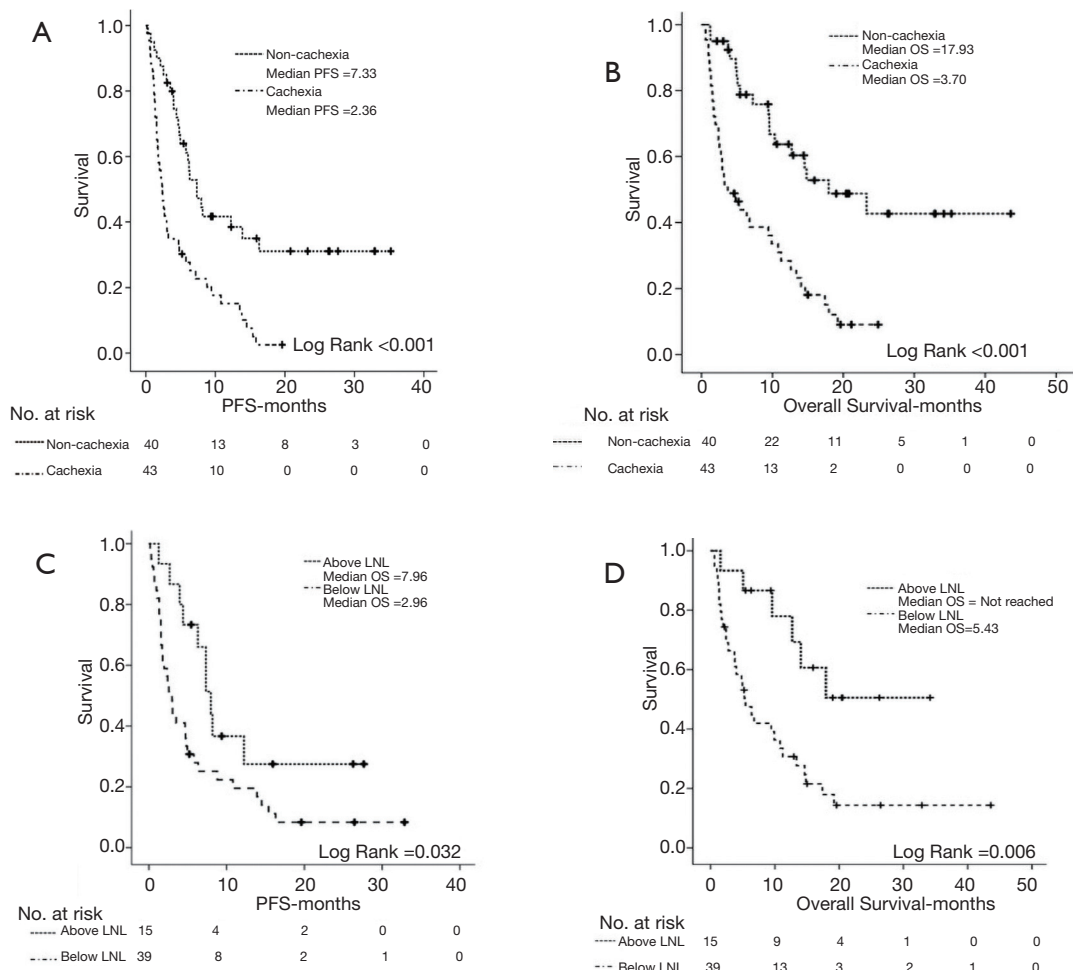 A
1.0
0.8
0.6
0.4
0.2
0.0
Survival
Non-cachexia
Median PFS =7.33
Cachexia
Median PFS =2.36
Log Rank <0.001
0 10 20 30 40
PFS-months
No. at risk
Non-cachexia 40 13 8 3 0
Cachexia 43 10 0 0 0
B
1.0
0.8
0.6
0.4
0.2
0.0
Survival
Non-cachexia
Median OS =17.93
Cachexia
Median OS =3.70
Log Rank <0.001
0 10 20 30 40 50
Overall Survival-months
No. at risk
Non-cachexia 40 22 11 5 1 0
Cachexia 43 13 2 0 0 0
C
1.0
0.8
0.6
0.4
0.2
0.0
Survival
Above LNL
Median OS =7.96
Below LNL
Median OS =2.96
Log Rank =0.032
0 10 20 30 40
PFS-months
No. at risk
Above LNL 15 4 2 0 0
Below LNL 39 8 2 1 0
D
1.0
0.8
0.6
0.4
0.2
0.0
Survival
Above LNL
Median OS = Not reached
Below LNL
Median OS=5.43
Log Rank =0.006
0 10 20 30 40 50
Overall Survival-months
No. at risk
Above LNL 15 9 4 1 0 0
Below LNL 39 13 3 2 1 0